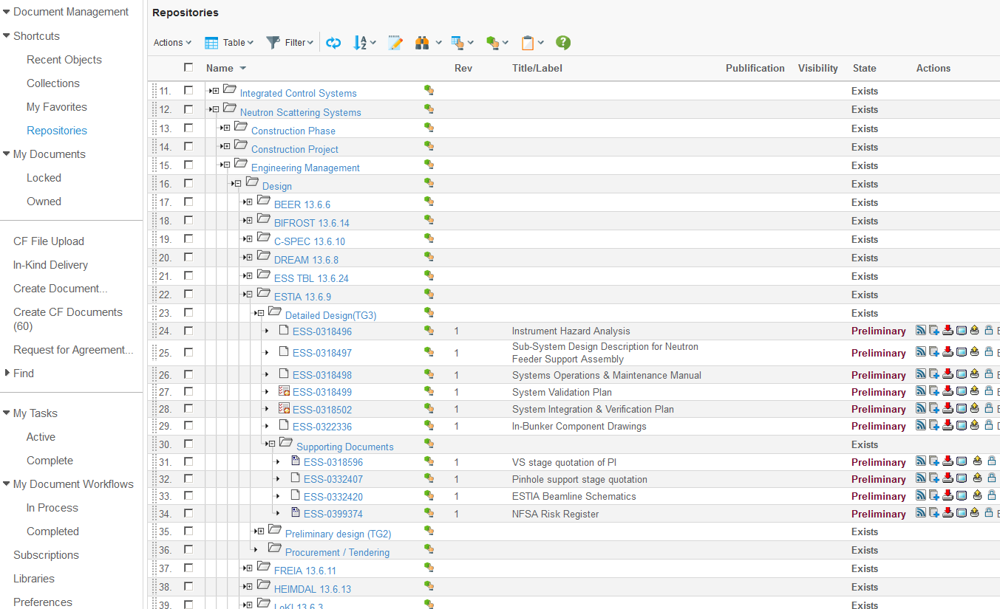 Document Management
Shortcuts
Recent Objects
Collections
My Favorites
Repositories
My Documents
Locked
Owned
CF File Upload
In-Kind Delivery
Create Document...
Create CF Documents
(60)
Request for Agreement...
Find
My Tasks
Active
Complete
My Document Workflows
In Process
Completed
Subscriptions
Libraries
Preferences
Repositories
Actions Table Filter
Name Rev Title/Label Publification Visibility State Actions
11. Integrated Control Systems Exists
12. Neutron Scattering Systems Exists
13. Construction Phase Exists
14. Construction Project Exists
15. Engineering Management Exists
16. Design Exists
17. BEER 13.6.6 Exists
18. BIFROST 13.6.14 Exists
19. C-SPEC 13.6.10 Exists
20. DREAM 13.6.8 Exists
21. ESS TBL 13.6.24 Exists
22. ESTIA 13.6.9 Exists
23. Detailed Design(TG3) Exists
24. ESS-0318496 1 Instrument Hazard Analysis Preliminary
25. ESS-0318497 1 Sub-System Design Description for Neutron
Feeder Support Assembly Preliminary
26. ESS-0318498 1 Systems Operations & Maintenance Manual Preliminary
27. ESS-0318499 1 System Validation Plan Preliminary
28. ESS-0318502 1 System Integration & Verification Plan Preliminary
29. ESS-0322336 1 In-Bunker Component Drawings Preliminary
30. Supporting Documents Exists
31. ESS-0318596 1 VS stage quotation of PI Preliminary
32. ESS-0332407 1 Pinhole support stage quotation Preliminary
33. ESS-0332420 1 ESTIA Beamline Schematics Preliminary
34. ESS-0399374 1 NFSA Risk Register Preliminary
35. Preliminary design (TG2) Exists
36. Procurement / Tendering Exists
37. FREIA 13.6.11 Exists
38. HEIMDAL 13.6.13 Exists
39. LoKI 13.6.3 Exists